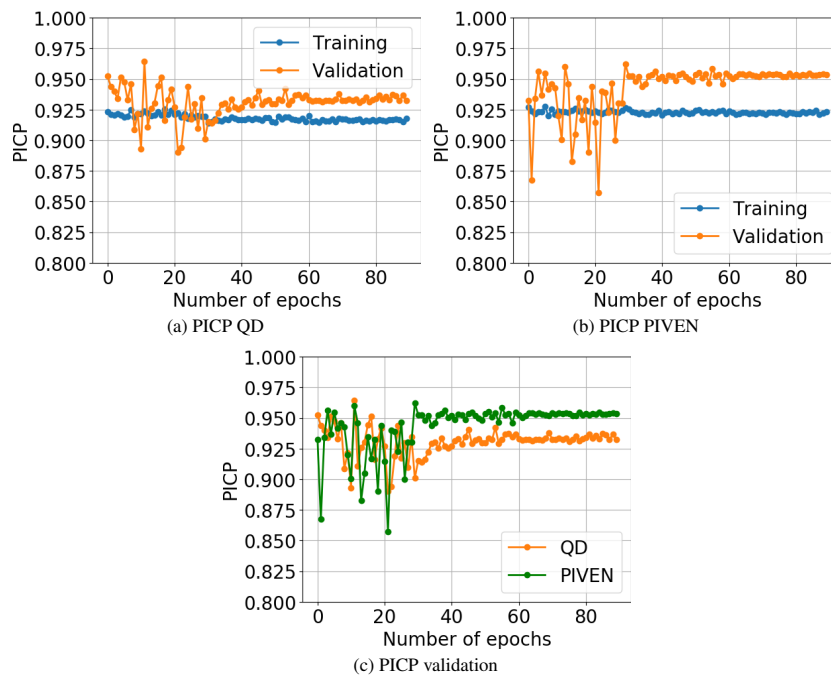 1.000
0.975
0.950
0.925
0.900
0.875
0.850
0.825
0.800
PICP
Training
Validation
0 20 40 60 80
Number of epochs
(a) PICP QD
1.000
0.975
0.950
0.925
0.900
0.875
0.850
0.825
0.800
PICP
Training
Validation
0 20 40 60 80
Number of epochs
(b) PICP PIVEN
1.000
0.975
0.950
0.925
0.900
0.875
0.850
0.825
0.800
PICP
QD
PIVEN
0 20 40 60 80
Number of epochs
(c) PICP validation